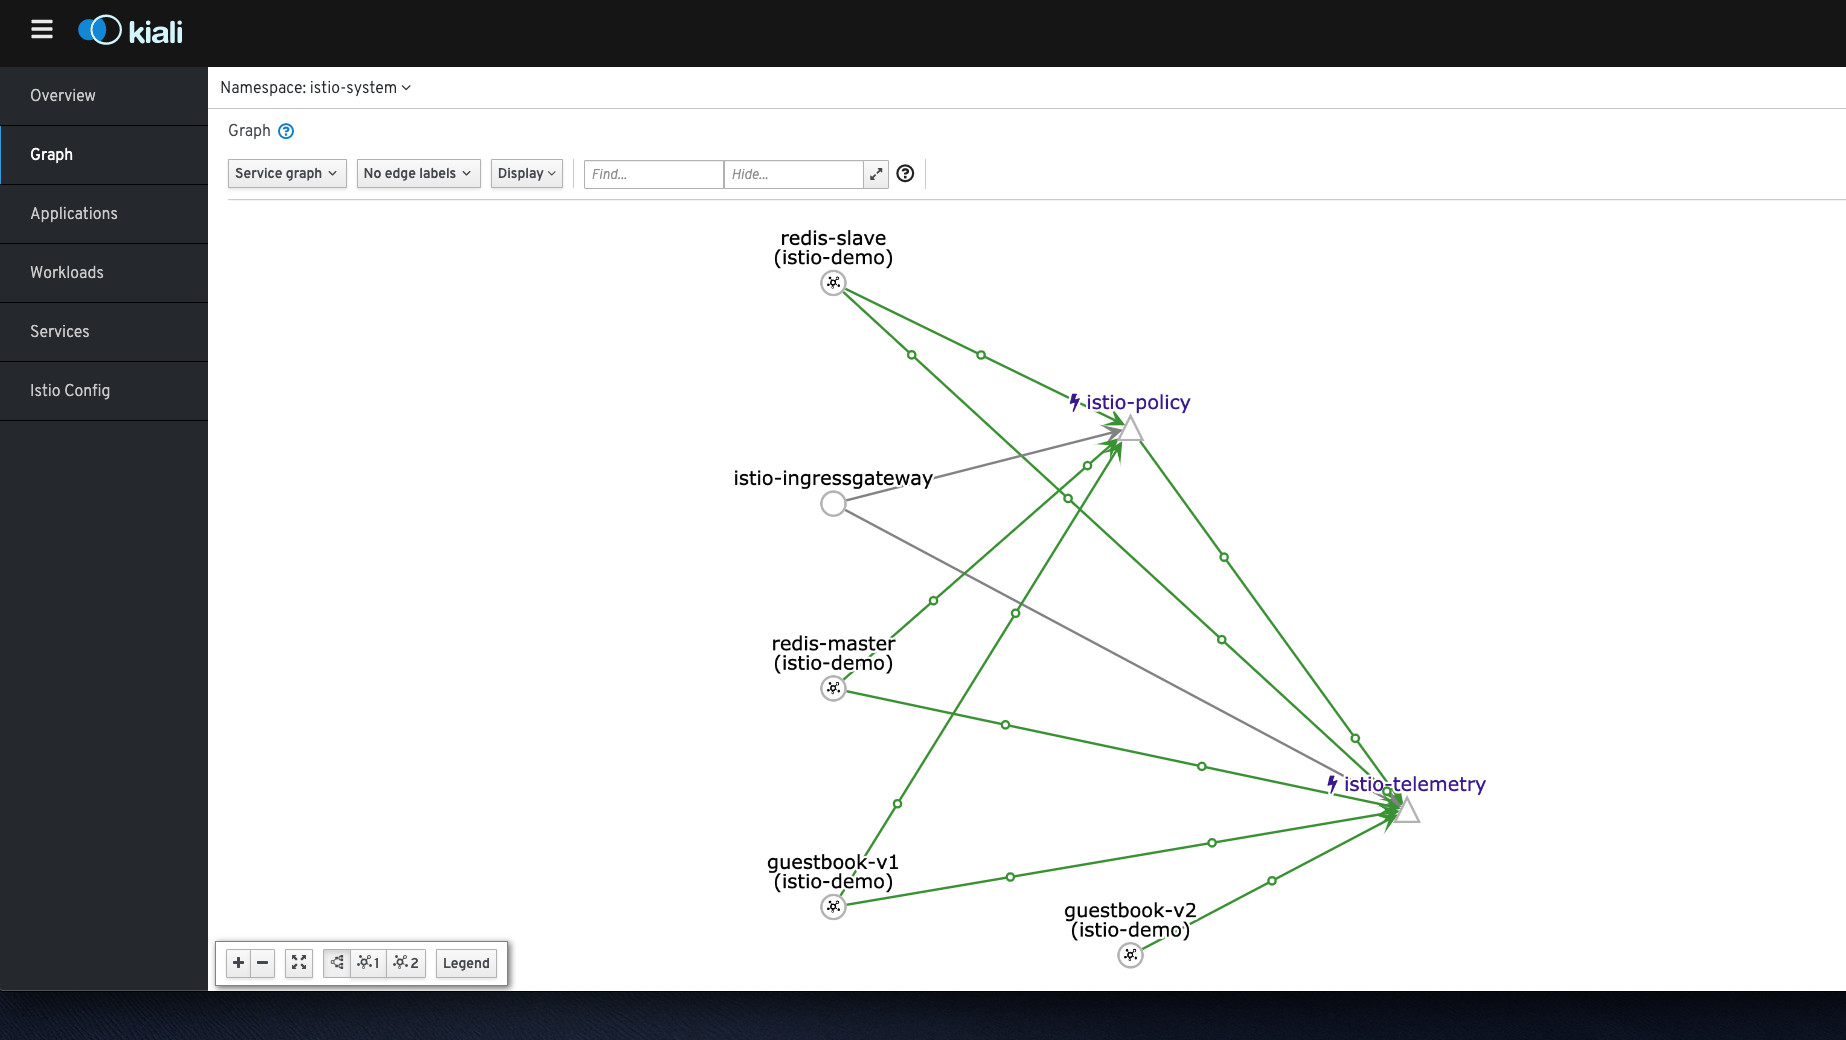 kiali
Overview
Graph
Applications
Workloads
Services
Istio Config
Namespace: istio-system
Graph
Service graph
No edge labels
Display
Find...
Hide...
redis-slave
(istio-demo)
istio-policy
istio-ingressgateway
redis-master
(istio-demo)
istio-telemetry
guestbook-v1
(istio-demo)
guestbook-v2
(istio-demo)
1
2
Legend